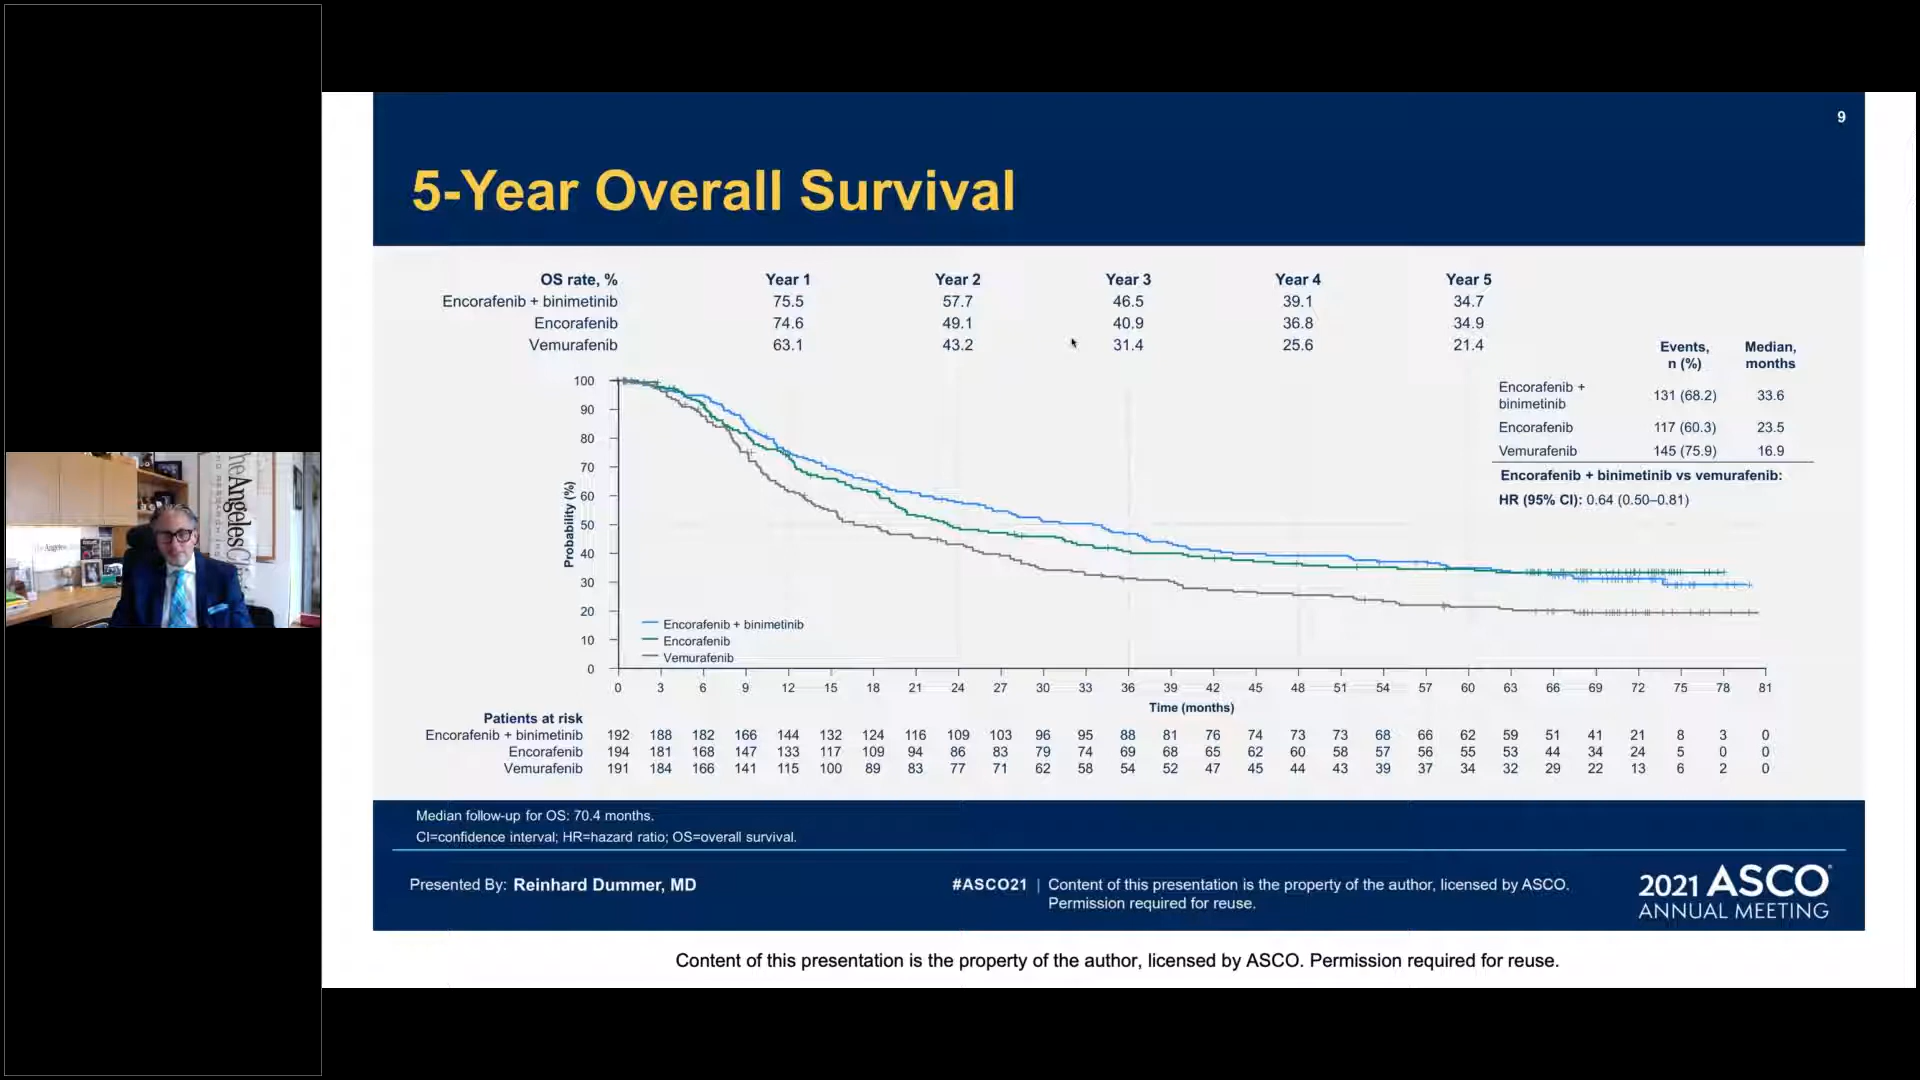 9
5-Year Overall Survival
OS rate, % Year 1 Year 2 Year 3 Year 4 Year 5
Encorafenib + binimetinib 75.5 57.7 46.5 39.1 34.7
Encorafenib 74.6 49.1 40.9 36.8 34.9
Vemurafenib 63.1 43.2 31.4 25.6 21.4
Events, n (%) Median, months
Encorafenib + binimetinib 131 (68.2) 33.6
Encorafenib 117 (60.3) 23.5
Vemurafenib 145 (75.9) 16.9
Encorafenib + binimetinib vs vemurafenib:
HR (95% CI): 0.64 (0.50–0.81)
Probability (%)
100
90
80
70
60
50
40
30
20
10
0
Encorafenib + binimetinib
Encorafenib
Vemurafenib
0 3 6 9 12 15 18 21 24 27 30 33 36 39 42 45 48 51 54 57 60 63 66 69 72 75 78 81
Time (months)
Patients at risk
Encorafenib + binimetinib 192 188 182 166 144 132 124 116 109 103 96 95 88 81 76 74 73 73 68 66 62 59 51 41 21 8 3 0
Encorafenib 194 181 168 147 133 117 109 94 86 83 79 74 69 68 65 62 60 58 57 56 55 53 44 34 24 5 0 0
Vemurafenib 191 184 166 141 115 100 89 83 77 71 62 58 54 52 47 45 44 43 39 37 34 32 29 22 13 6 2 0
Median follow-up for OS: 70.4 months.
CI=confidence interval; HR=hazard ratio; OS=overall survival.
Presented By: Reinhard Dummer, MD
#ASCO21 | Content of this presentation is the property of the author, licensed by ASCO.
Permission required for reuse.
2021 ASCO®
ANNUAL MEETING
Content of this presentation is the property of the author, licensed by ASCO. Permission required for reuse.
heAngelesC